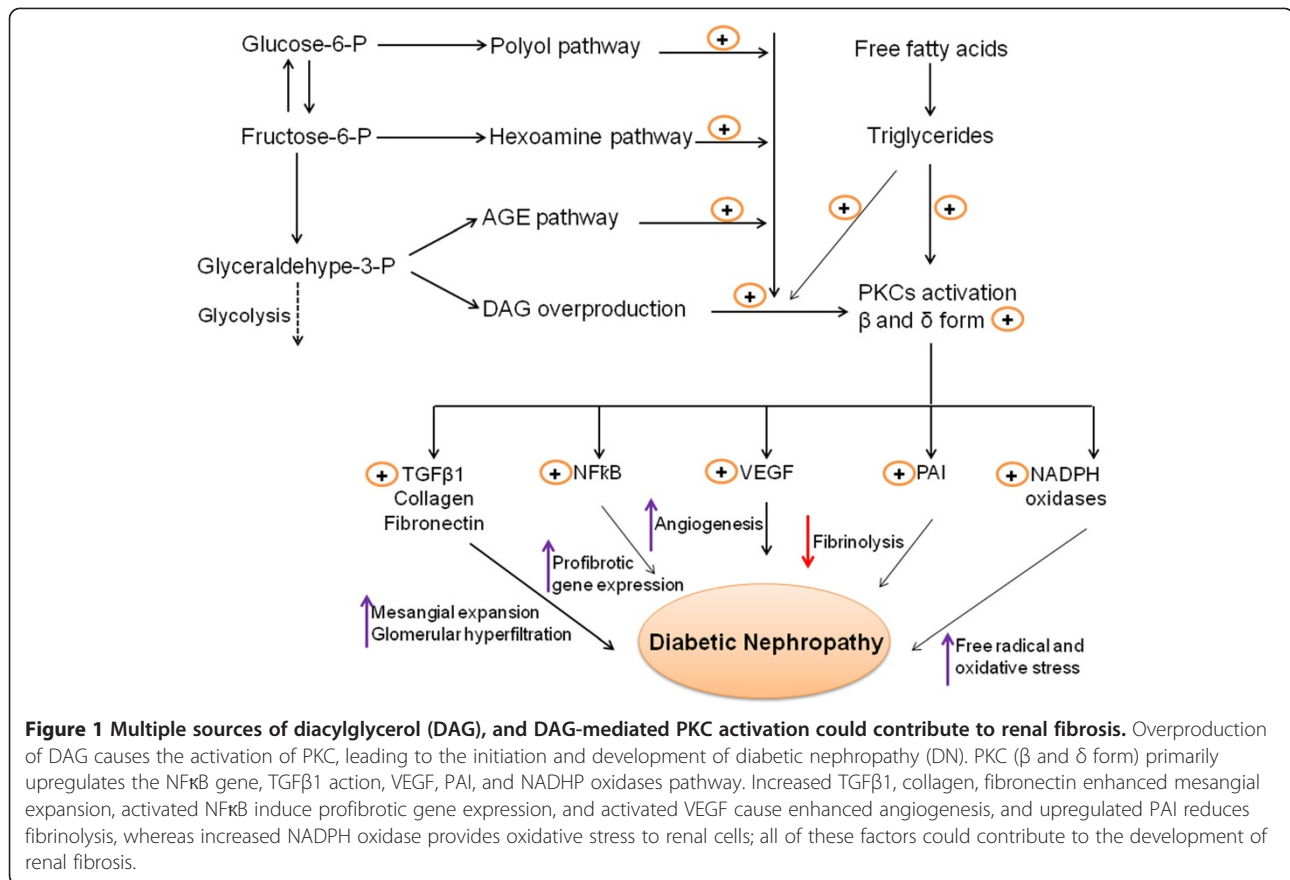 Glucose-6-P
Polyol pathway
+
Free fatty acids
Fructose-6-P
Hexoamine pathway
+
Triglycerides
AGE pathway
+
+
+
Glyceraldehype-3-P
Glycolysis
DAG overproduction
+
PKCs activation
β and δ form +
+ TGFβ1
Collagen
Fibronectin
+ NFƙB
+ VEGF
+ PAI
+ NADPH
oxidases
Angiogenesis
Fibrinolysis
Profibrotic
gene expression
Mesangial expansion
Glomerular hyperfiltration
Diabetic Nephropathy
Free radical and
oxidative stress
Figure 1 Multiple sources of diacylglycerol (DAG), and DAG-mediated PKC activation could contribute to renal fibrosis. Overproduction
of DAG causes the activation of PKC, leading to the initiation and development of diabetic nephropathy (DN). PKC (β and δ form) primarily
upregulates the NFƙB gene, TGFβ1 action, VEGF, PAI, and NADHP oxidases pathway. Increased TGFβ1, collagen, fibronectin enhanced mesangial
expansion, activated NFƙB induce profibrotic gene expression, and activated VEGF cause enhanced angiogenesis, and upregulated PAI reduces
fibrinolysis, whereas increased NADPH oxidase provides oxidative stress to renal cells; all of these factors could contribute to the development of
renal fibrosis.